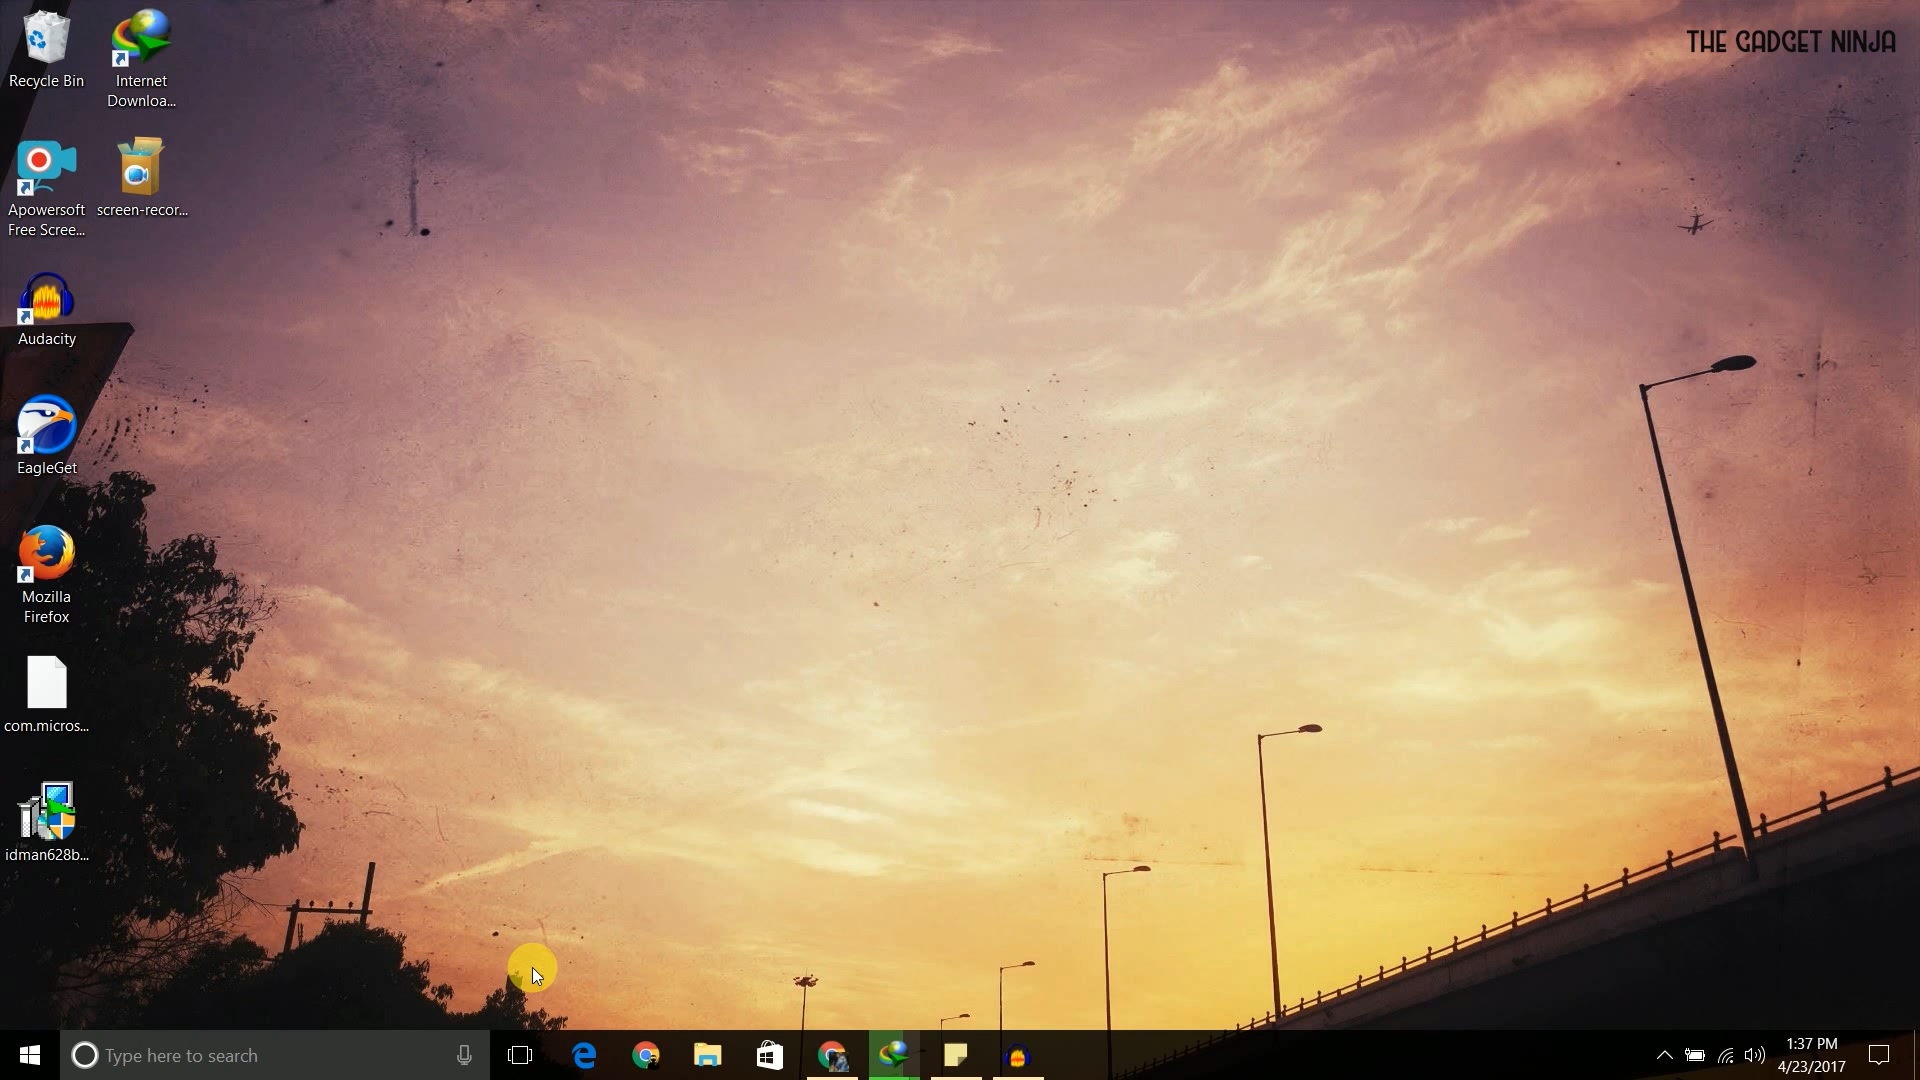 THE GADGET NINJA
Recycle Bin
Internet
Downloa...
Apowersoft
Free Scree...
screen-recor...
Audacity
EagleGet
Mozilla
Firefox
com.micros...
idman628b...
Type here to search
1:37 PM
4/23/2017